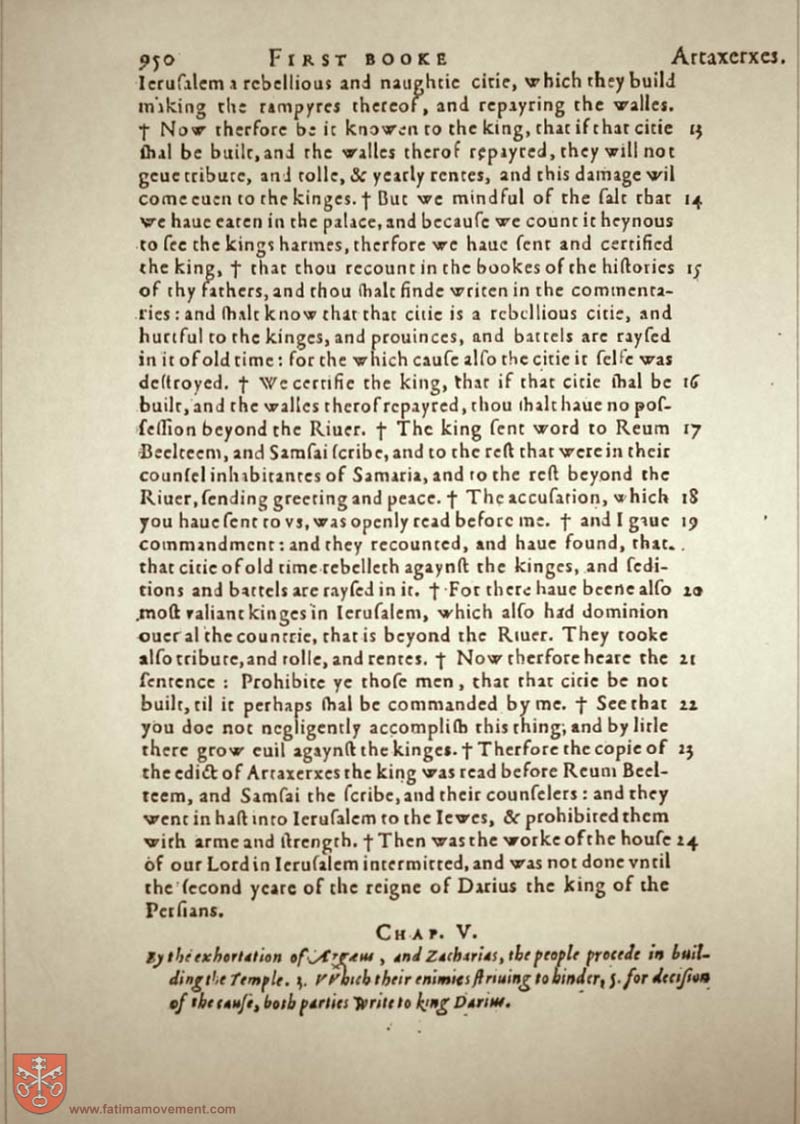 950 FIRST BOOKE Artaxerxes.
Ieruſalem a rebellious and naughtie citie, which they build
making the rampyres thereof, and repayring the walles.
† Now therfore be it knowen to the king, that if that citie 13
ſhal be built, and the walles therof repayred, they will not
geue tribute, and tolle, & yearly rentes, and this damage wil
come euen to the kinges. † But we mindful of the ſalt that 14
we haue eaten in the palace, and becauſe we count it heynous
to ſee the kings harmes, therfore we haue ſent and certified
the king, † that thou recount in the bookes of the hiſtories 15
of thy fathers, and thou ſhalt finde writen in the commenta-
ries: and ſhalt know that that citie is a rebellious citie, and
hurtful to the kinges, and prouinces, and battels are rayſed
in it of old time: for the which cauſe alſo the citie it ſelfe was
deſtroyed. † We certifie the king, that if that citie ſhal be 16
built, and the walles therof repayred, thou ſhalt haue no poſ-
ſeſſion beyond the Riuer. † The king ſent word to Reum 17
Beelteem, and Samſai ſcribe, and to the reſt that were in their
counſel inhabitantes of Samaria, and to the reſt beyond the
Riuer, ſending greeting and peace. † The accuſation, which 18
you haue ſent to vs, was openly read before me. † and I gaue 19
commandment: and they recounted, and haue found, that
that citie of old time rebelleth agaynſt the kinges, and ſedi-
tions and battels are rayſed in it. † For there haue beene alſo 20
moſt valiant kinges in Ieruſalem, which alſo had dominion
ouer al the countrie, that is beyond the Riuer. They tooke
alſo tribute, and tolle, and rentes. † Now therfore heare the 21
ſentence: Prohibite ye thoſe men, that that citie be not
built, til it perhaps ſhal be commanded by me. † See that 22
you doe not negligently accompliſh this thing, and by litle
there grow euil agaynſt the kinges. † Therfore the copie of 23
the edict of Artaxerxes the king was read before Reum Beel-
teem, and Samſai the ſcribe, and their counſelers: and they
went in haſt into Ieruſalem to the Iewes, & prohibited them
with arme and ſtrength. † Then was the worke of the houſe 24
of our Lord in Ieruſalem intermitted, and was not done vntil
the ſecond yeare of the reigne of Darius the king of the
Perſians.
CHAP. V.
By the exhortation of Aggæus, and Zacharias, the people procede in buil-
ding the Temple. 3. VVhich their enimies ſtriuing to hinder, 5. for deciſion
of the cauſe, both parties write to king Darius.
www.fatimamovement.com